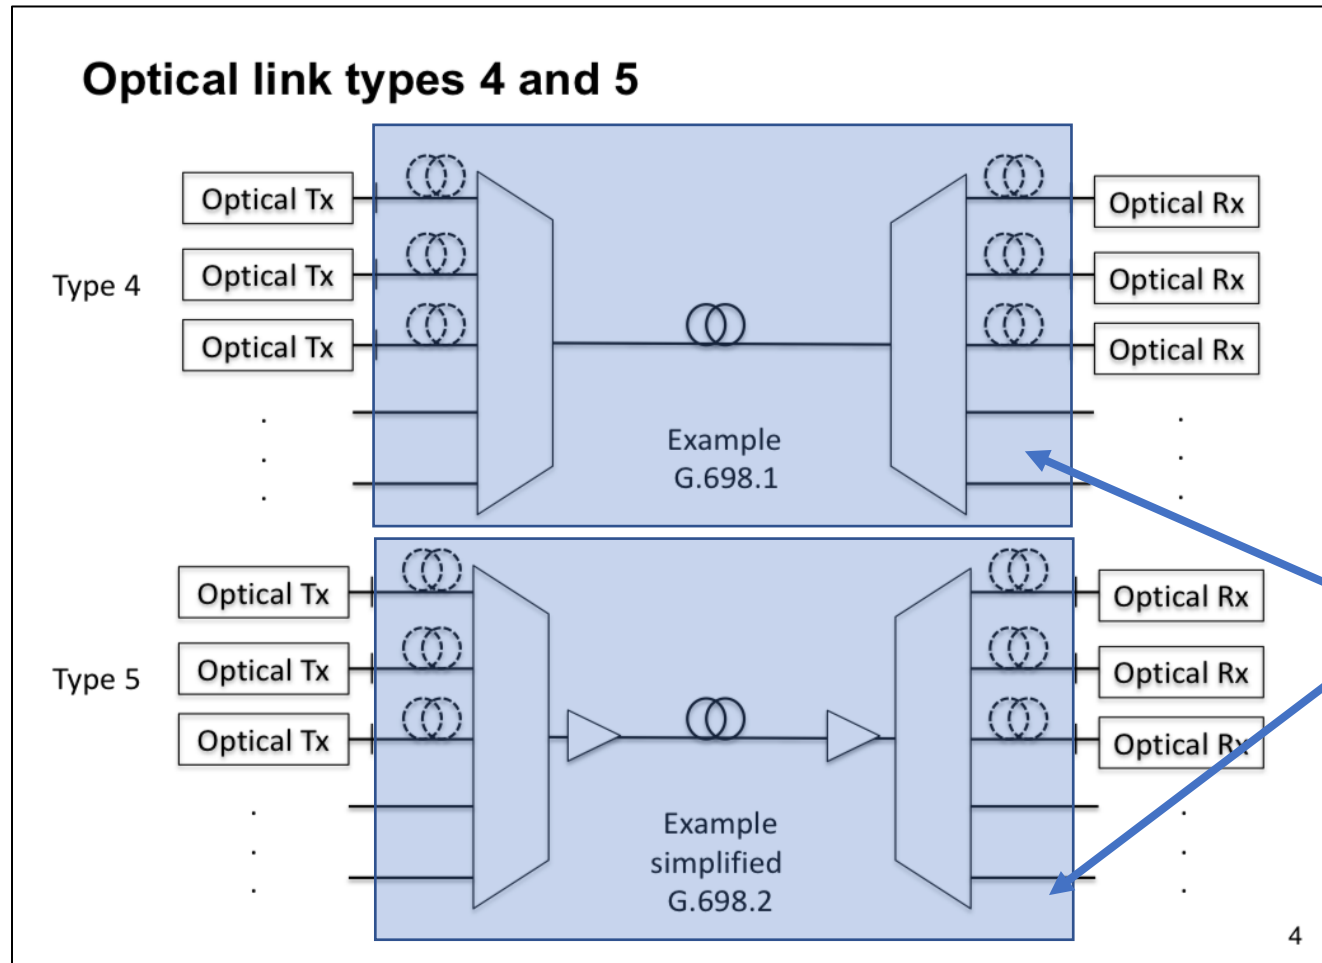 Optical link types 4 and 5
Type 4
Optical Tx
Optical Tx
Optical Tx
.
.
.
Example
G.698.1
Optical Rx
Optical Rx
Optical Rx
.
.
.
Type 5
Optical Tx
Optical Tx
Optical Tx
.
.
.
Example
simplified
G.698.2
Optical Rx
Optical Rx
Optical Rx
.
.
.
4